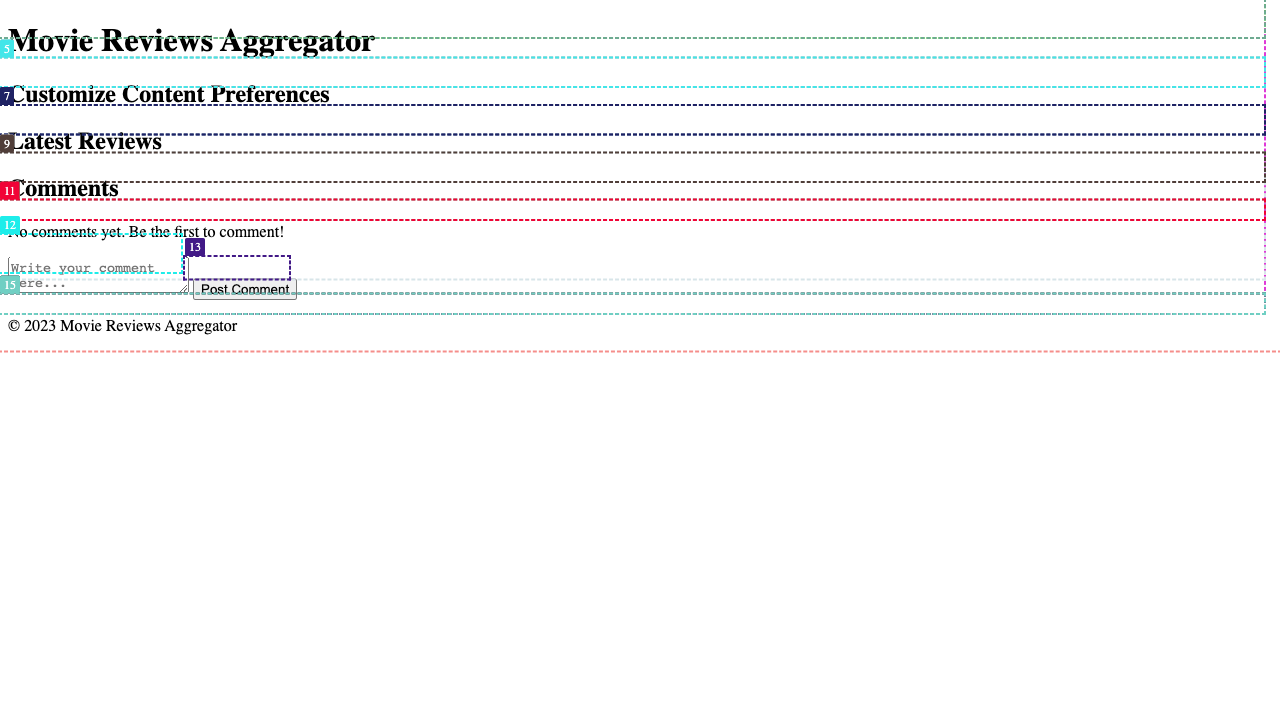 Movie Reviews Aggregator
5
Customize Content Preferences
7
Latest Reviews
9
Comments
11
No comments yet. Be the first to comment!
12
13
Write your comment
here...
Post Comment
15
© 2023 Movie Reviews Aggregator